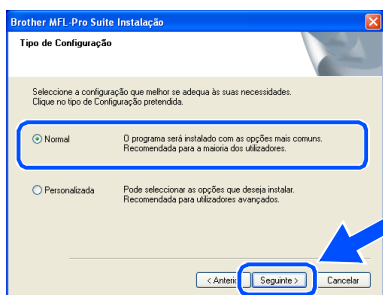 Brother MFL-Pro Suite Instalação
Tipo de Configuração
Seleccione a configuração que melhor se adequa às suas necessidades.
Clique no tipo de Configuração pretendida.
Normal
O programa será instalado com as opções mais comuns.
Recomendada para a maioria dos utilizadores.
Personalizada
Pode seleccionar as opções que deseja instalar.
Recomendada para utilizadores avançados.
< Anteri
Seguinte >
Cancelar